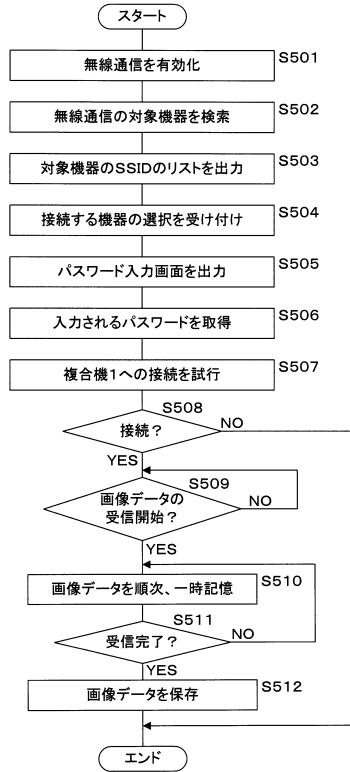 スタート
無線通信を有効化
S501
無線通信の対象機器を検索
S502
対象機器のSSIDのリストを出力
S503
接続する機器の選択を受け付け
S504
パスワード入力画面を出力
S505
入力されるパスワードを取得
S506
複合機1への接続を試行
S507
S508
接続？
NO
YES
S509
画像データの
受信開始？
NO
YES
画像データを順次、一時記憶
S510
S511
受信完了？
NO
YES
画像データを保存
S512
エンド